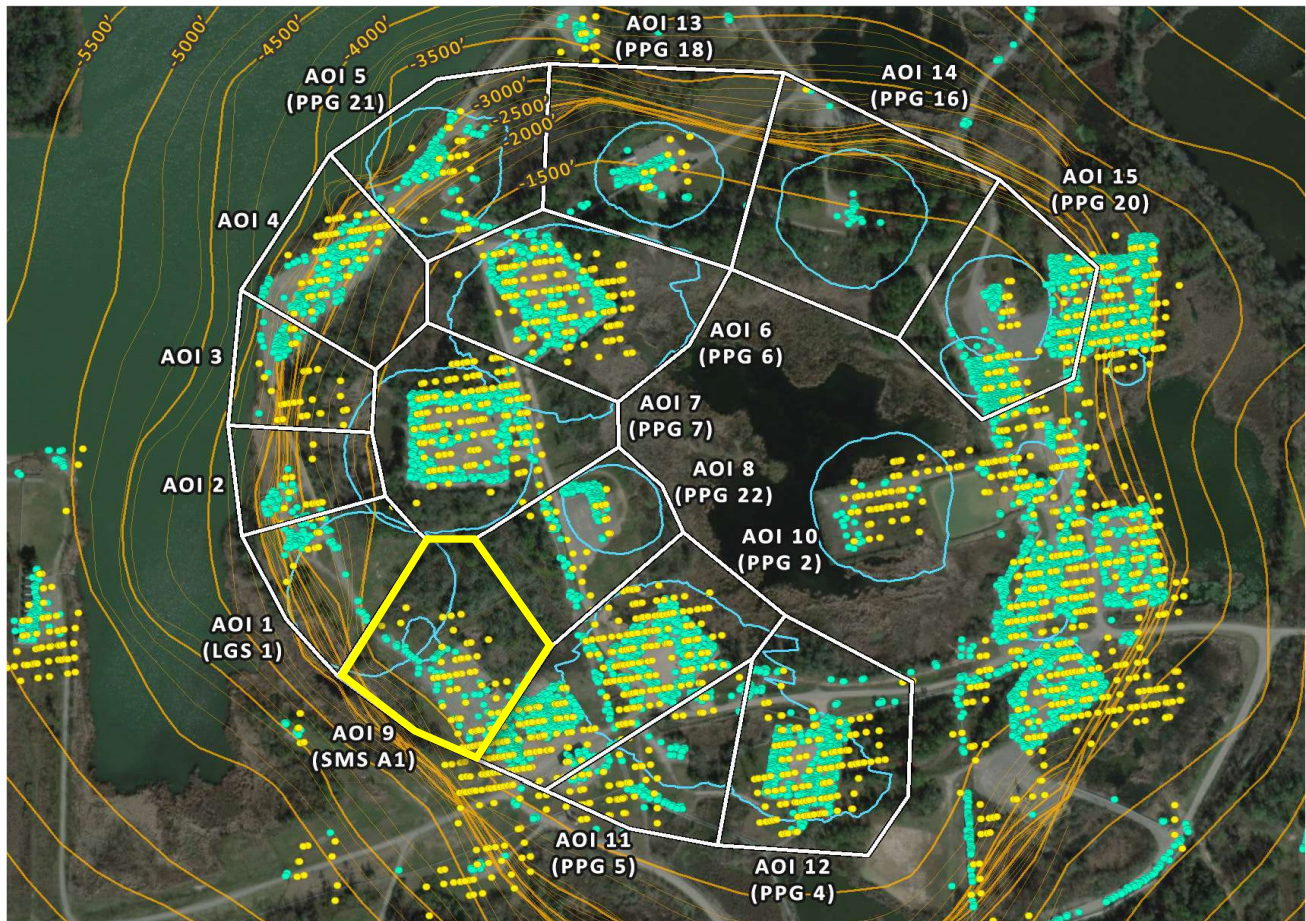 -5500'
-5000'
-4500'
-4000'
-3500'
-3000'
-2500'
-2000'
-1500'
AOI 13
(PPG 18)
AOI 14
(PPG 16)
AOI 5
(PPG 21)
AOI 15
(PPG 20)
AOI 4
AOI 3
AOI 6
(PPG 6)
AOI 7
(PPG 7)
AOI 2
AOI 8
(PPG 22)
AOI 10
(PPG 2)
AOI 1
(LGS 1)
AOI 9
(SMS A1)
AOI 11
(PPG 5)
AOI 12
(PPG 4)